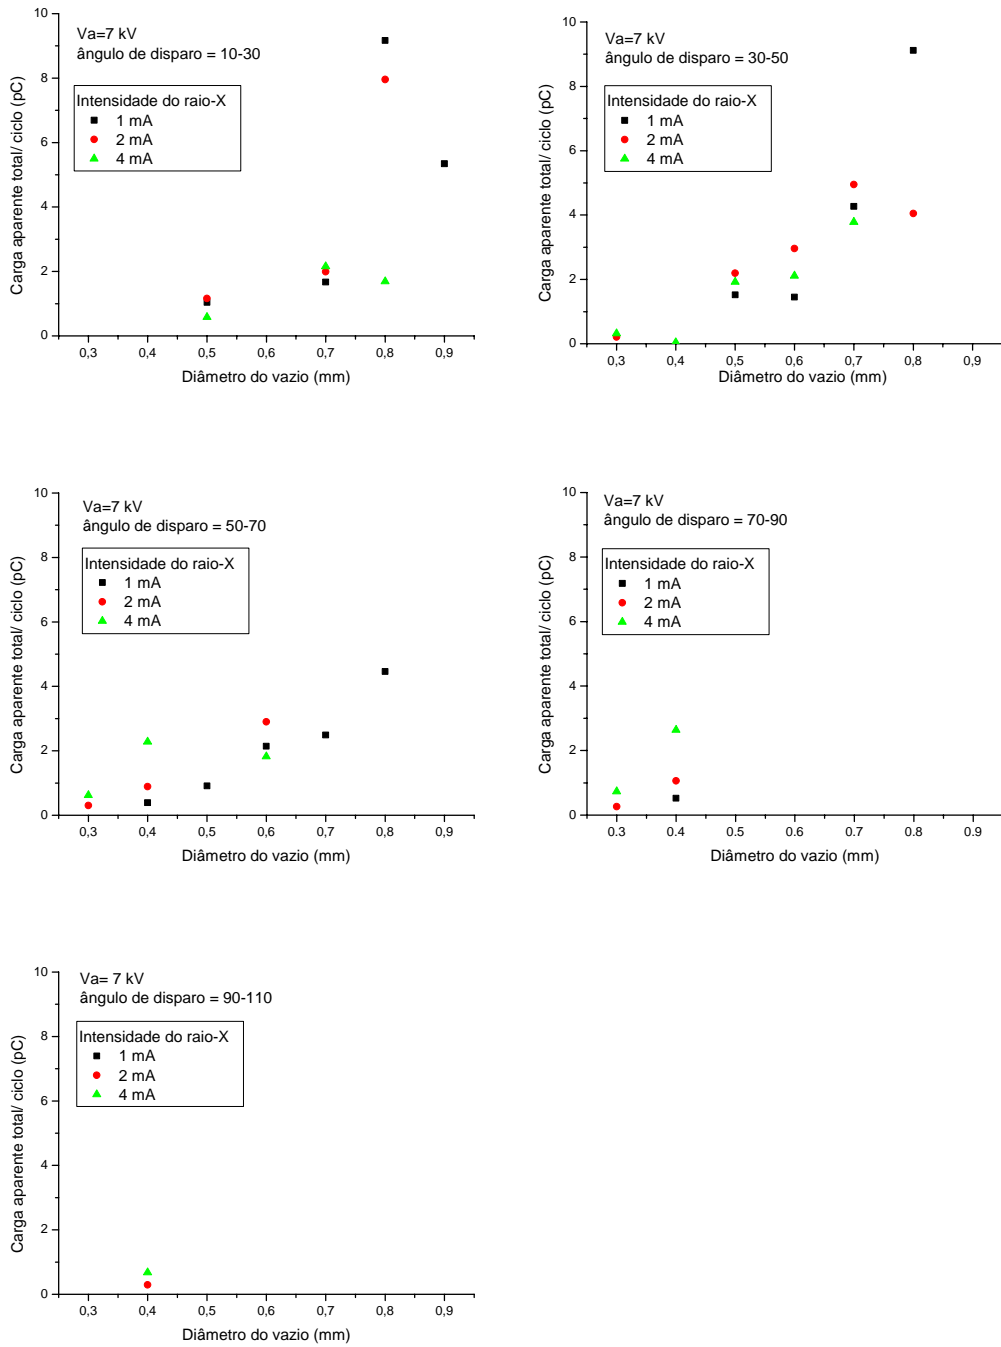 Va=7 kV
ângulo de disparo = 10-30
Intensidade do raio-X
1 mA
2 mA
4 mA
Carga aparente total/ ciclo (pC)
10
8
6
4
2
0
0,3 0,4 0,5 0,6 0,7 0,8 0,9
Diâmetro do vazio (mm)
Va=7 kV
ângulo de disparo = 30-50
Intensidade do raio-X
1 mA
2 mA
4 mA
Carga aparente total/ ciclo (pC)
10
8
6
4
2
0
0,3 0,4 0,5 0,6 0,7 0,8 0,9
Diâmetro do vazio (mm)
Va=7 kV
ângulo de disparo = 50-70
Intensidade do raio-X
1 mA
2 mA
4 mA
Carga aparente total/ ciclo (pC)
10
8
6
4
2
0
0,3 0,4 0,5 0,6 0,7 0,8 0,9
Diâmetro do vazio (mm)
Va=7 kV
ângulo de disparo = 70-90
Intensidade do raio-X
1 mA
2 mA
4 mA
Carga aparente total/ ciclo (pC)
10
8
6
4
2
0
0.3 0.4 0.5 0.6 0.7 0.8 0.9
Diâmetro do vazio (mm)
Va= 7 kV
ângulo de disparo = 90-110
Intensidade do raio-X
1 mA
2 mA
4 mA
Carga aparente total/ ciclo (pC)
10
8
6
4
2
0
0,3 0,4 0,5 0,6 0,7 0,8 0,9
Diâmetro do vazio (mm)